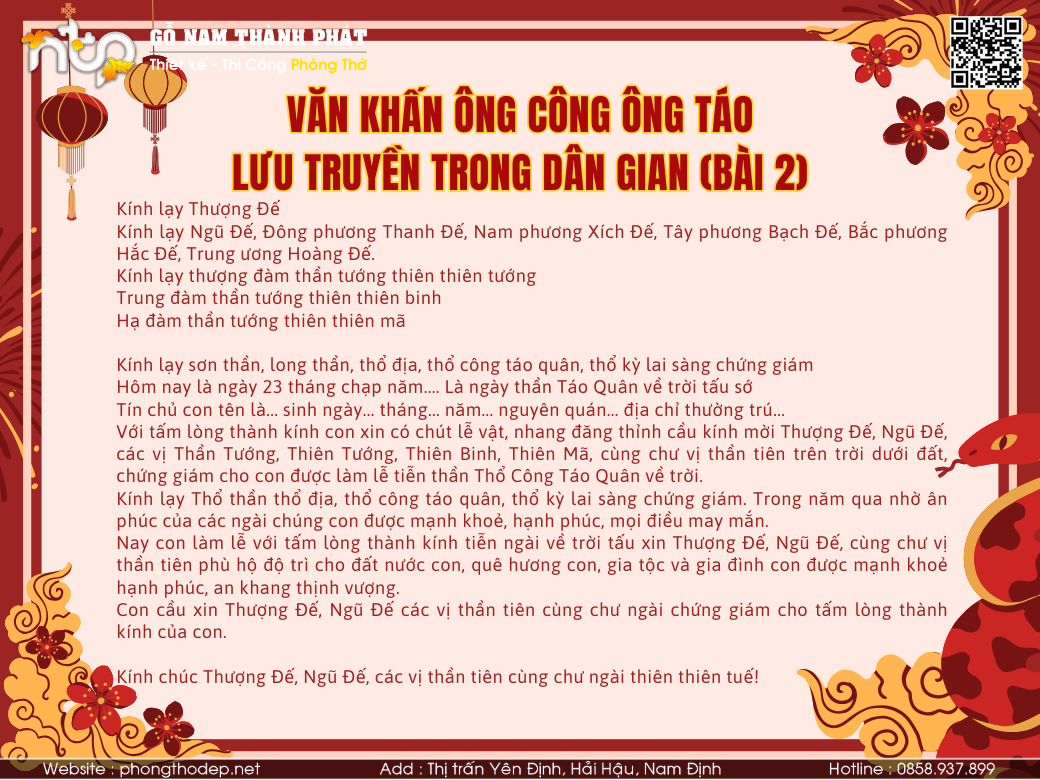 ntp
GỖ NAM THÀNH PHÁT
Thiết kế - Thi Công Phòng Thờ
VĂN KHẤN ÔNG CÔNG ÔNG TÁO
LƯU TRUYỀN TRONG DÂN GIAN (BÀI 2)
Kính lạy Thượng Đế
Kính lạy Ngũ Đế, Đông phương Thanh Đế, Nam phương Xích Đế, Tây phương Bạch Đế, Bắc phương
Hắc Đế, Trung ương Hoàng Đế.
Kính lạy thượng đàm thần tướng thiên thiên tướng
Trung đàm thần tướng thiên thiên binh
Hạ đàm thần tướng thiên thiên mã
Kính lạy sơn thần, long thần, thổ địa, thổ công táo quân, thổ kỳ lai sàng chứng giám
Hôm nay là ngày 23 tháng chạp năm.... Là ngày thần Táo Quân về trời tấu sớ
Tín chủ con tên là... sinh ngày... tháng... năm... nguyên quán... địa chỉ thường trú...
Với tấm lòng thành kính con xin có chút lễ vật, nhang đăng thỉnh cầu kính mời Thượng Đế, Ngũ Đế,
các vị Thần Tướng, Thiên Tướng, Thiên Binh, Thiên Mã, cùng chư vị thần tiên trên trời dưới đất,
chứng giám cho con được làm lễ tiễn thần Thổ Công Táo Quân về trời.
Kính lạy Thổ thần thổ địa, thổ công táo quân, thổ kỳ lai sàng chứng giám. Trong năm qua nhờ ân
phúc của các ngài chúng con được mạnh khoẻ, hạnh phúc, mọi điều may mắn.
Nay con làm lễ với tấm lòng thành kính tiễn ngài về trời tấu xin Thượng Đế, Ngũ Đế, cùng chư vị
thần tiên phù hộ độ trì cho đất nước con, quê hương con, gia tộc và gia đình con được mạnh khoẻ
hạnh phúc, an khang thịnh vượng.
Con cầu xin Thượng Đế, Ngũ Đế các vị thần tiên cùng chư ngài chứng giám cho tấm lòng thành
kính của con.
Kính chúc Thượng Đế, Ngũ Đế, các vị thần tiên cùng chư ngài thiên thiên tuế!
Website : phongthodep.net Add : Thị trấn Yên Định, Hải Hậu, Nam Định Hotline : 0858.937.899